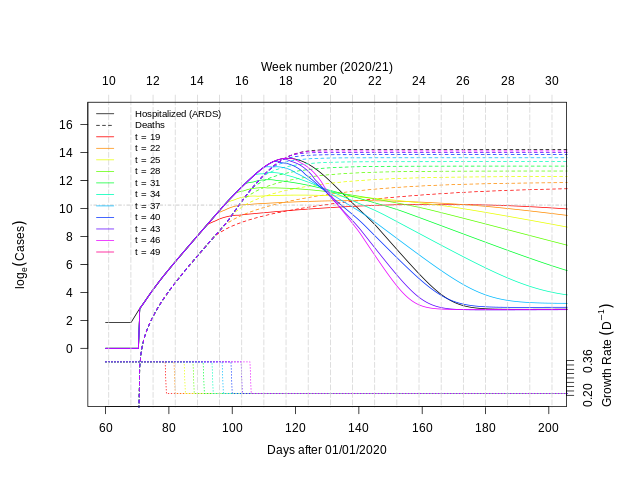 Week number (2020/21)
10 12 14 16 18 20 22 24 26 28 30
Hospitalized (ARDS)
Deaths
t = 19
t = 22
t = 25
t = 28
t = 31
t = 34
t = 37
t = 40
t = 43
t = 46
t = 49
16
14
12
10
8
6
4
2
0
logₑ(Cases)
0.36
0.20
Growth Rate (D⁻¹)
60 80 100 120 140 160 180 200
Days after 01/01/2020